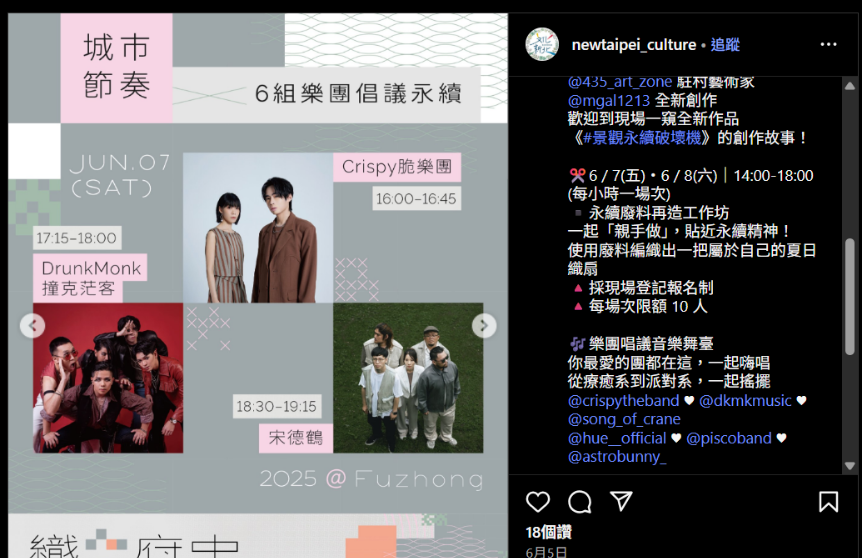 城市
節奏
6組樂團倡議永續
JUN.07
(SAT)
Crispy脆樂團
16:00-16:45
17:15-18:00
DrunkMonk
撞克茫客
18:30-19:15
宋德鶴
2025 @ Fuzhong
織 府中
newtaipei_culture • 追蹤
@435_art_zone 駐村藝術家
@mgal1213 全新創作
歡迎到現場一窺全新作品
《#景觀永續破壞機》的創作故事！
✂️6 / 7(五)・6 / 8(六)｜14:00-18:00
(每小時一場次)
▪️永續廢料再造工作坊
一起「親手做」，貼近永續精神！
使用廢料編織出一把屬於自己的夏日
織扇
🔺採現場登記報名制
🔺每場次限額 10 人
🎶樂團唱議音樂舞臺
你最愛的團都在這，一起嗨唱
從療癒系到派對系，一起搖擺
@crispytheband ♥ @dkmkmusic ♥
@song_of_crane
@hue__official ♥ @piscoband ♥
@astrobunny_
18個讚
6月5日